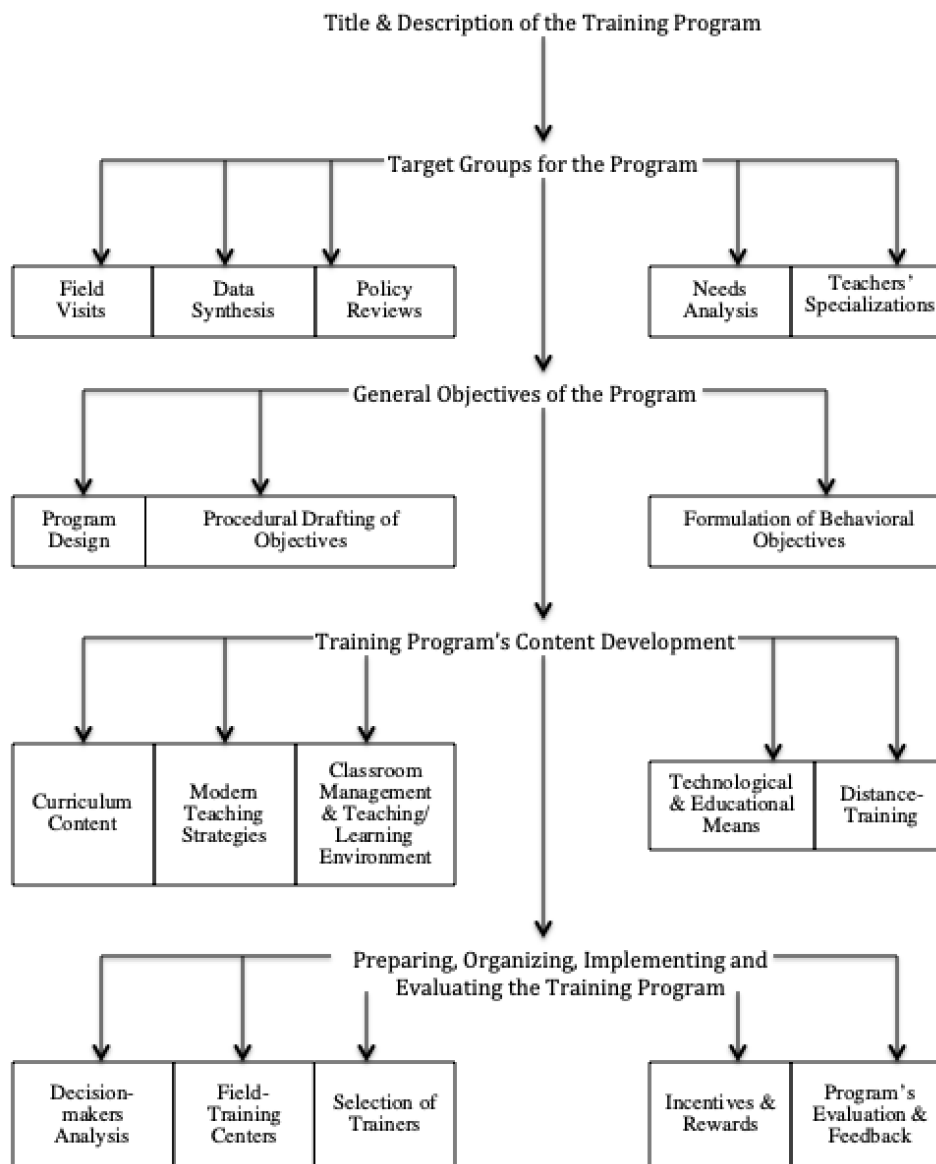 Title & Description of the Training Program
Target Groups for the Program
Field
Visits
Data
Synthesis
Policy
Reviews
Needs
Analysis
Teachers'
Specializations
General Objectives of the Program
Program
Design
Procedural Drafting of
Objectives
Formulation of Behavioral
Objectives
Training Program's Content Development
Curriculum
Content
Modern
Teaching
Strategies
Classroom
Management
& Teaching/
Learning
Environment
Technological
& Educational
Means
Distance-
Training
Preparing, Organizing, Implementing and
Evaluating the Training Program
Decision-
makers
Analysis
Field-
Training
Centers
Selection of
Trainers
Incentives &
Rewards
Program's
Evaluation &
Feedback